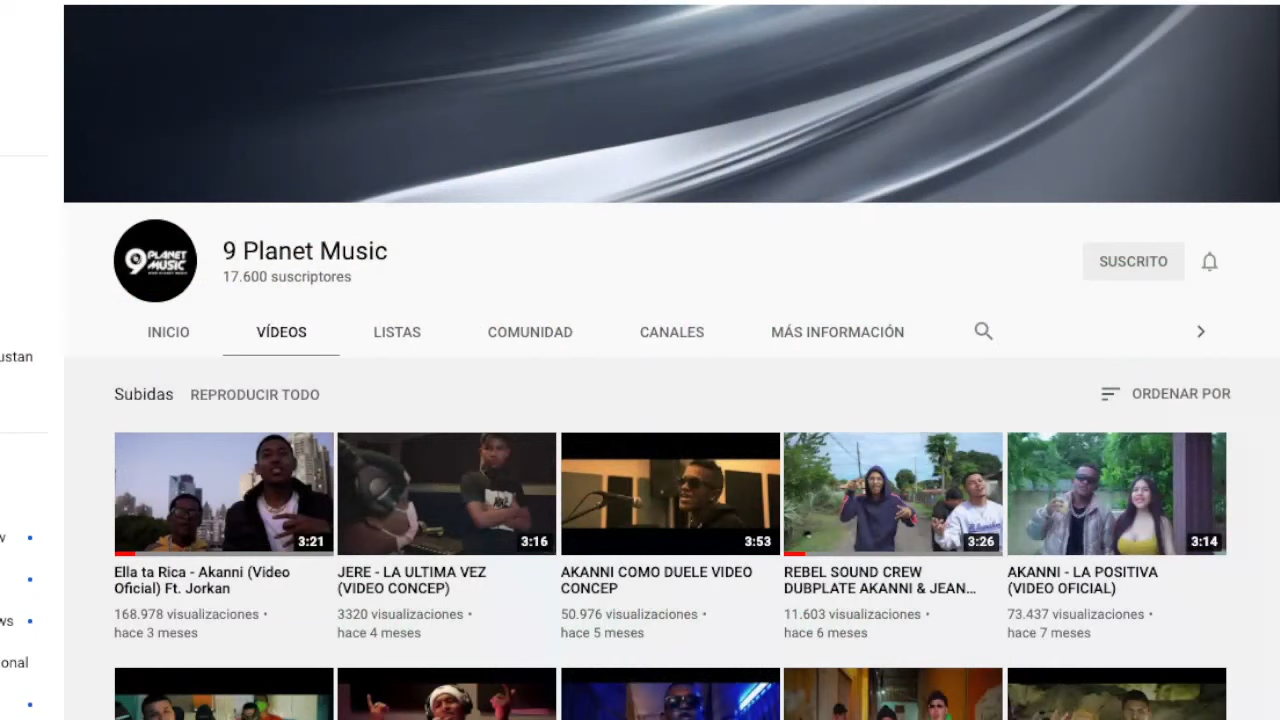 9 PLANET
MUSIC
9 Planet Music
17.600 suscriptores
SUSCRITO
INICIO
VÍDEOS
LISTAS
COMUNIDAD
CANALES
MÁS INFORMACIÓN
ustan
Subidas
REPRODUCIR TODO
ORDENAR POR
3:21
3:16
3:53
3:26
3:14
Ella ta Rica - Akanni (Video
Oficial) Ft. Jorkan
168.978 visualizaciones •
hace 3 meses
JERE - LA ULTIMA VEZ
(VIDEO CONCEP)
3320 visualizaciones •
hace 4 meses
AKANNI COMO DUELE VIDEO
CONCEP
50.976 visualizaciones •
hace 5 meses
REBEL SOUND CREW
DUBPLATE AKANNI & JEAN...
11.603 visualizaciones •
hace 6 meses
AKANNI - LA POSITIVA
(VIDEO OFICIAL)
73.437 visualizaciones •
hace 7 meses
w
ws
onal